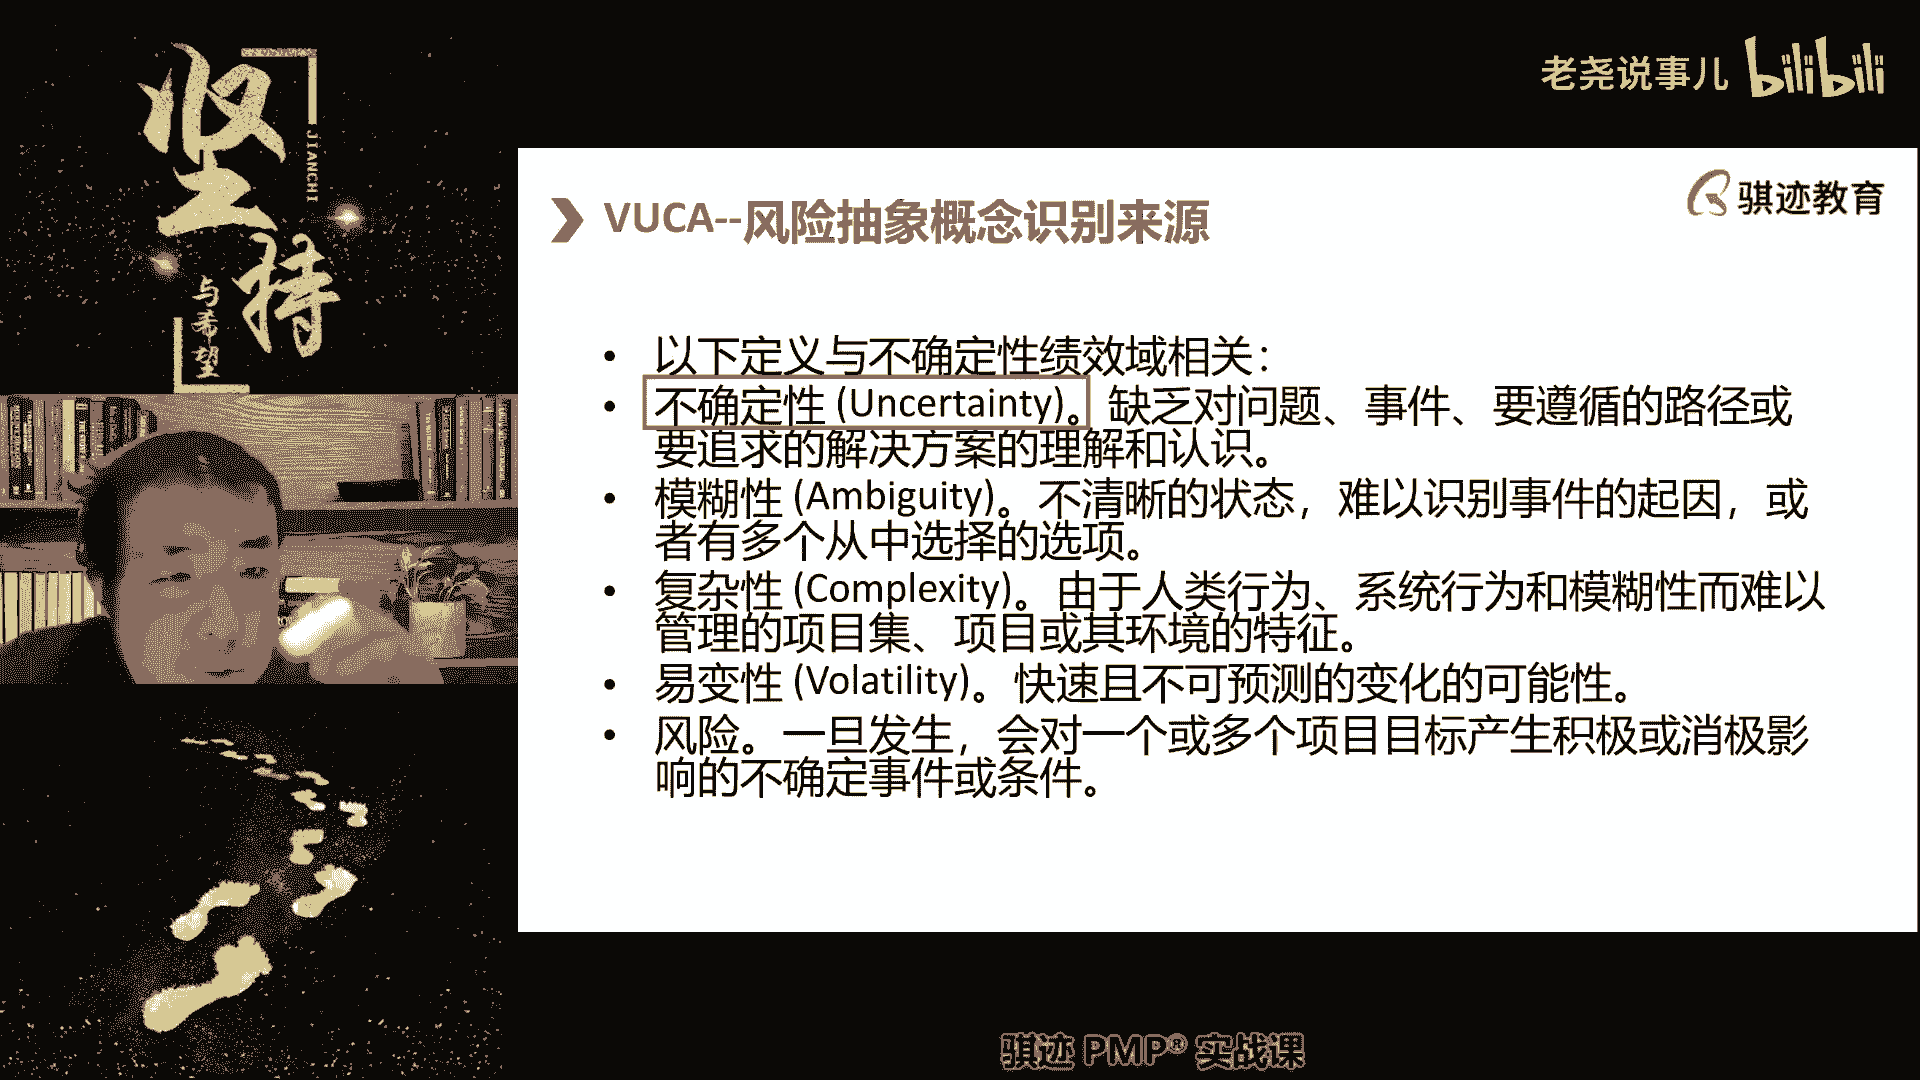 坚持
JIANCHI
与希望
老尧说事儿 bilibili
骐迹教育
VUCA--风险抽象概念识别来源
• 以下定义与不确定性绩效域相关：
• 不确定性 (Uncertainty)。缺乏对问题、事件、要遵循的路径或
要追求的解决方案的理解和认识。
• 模糊性 (Ambiguity)。不清晰的状态，难以识别事件的起因，或
者有多个从中选择的选项。
• 复杂性 (Complexity)。由于人类行为、系统行为和模糊性而难以
管理的项目集、项目或其环境的特征。
• 易变性 (Volatility)。快速且不可预测的变化的可能性。
• 风险。一旦发生，会对一个或多个项目目标产生积极或消极影
响的不确定事件或条件。
骐迹 PMP® 实战课